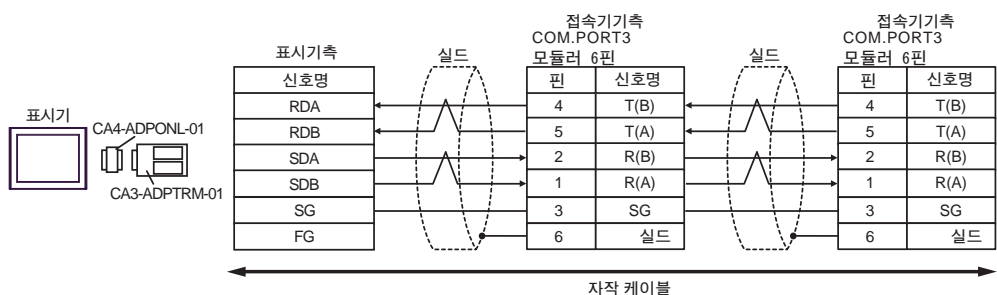 표시기
CA4-ADPONL-01
CA3-ADPTRM-01
표시기측
신호명
RDA
RDB
SDA
SDB
SG
FG
실드
접속기기측
COM.PORT3
모듈러 6핀
핀 신호명
4 T(B)
5 T(A)
2 R(B)
1 R(A)
3 SG
6 실드
실드
접속기기측
COM.PORT3
모듈러 6핀
핀 신호명
4 T(B)
5 T(A)
2 R(B)
1 R(A)
3 SG
6 실드
자작 케이블